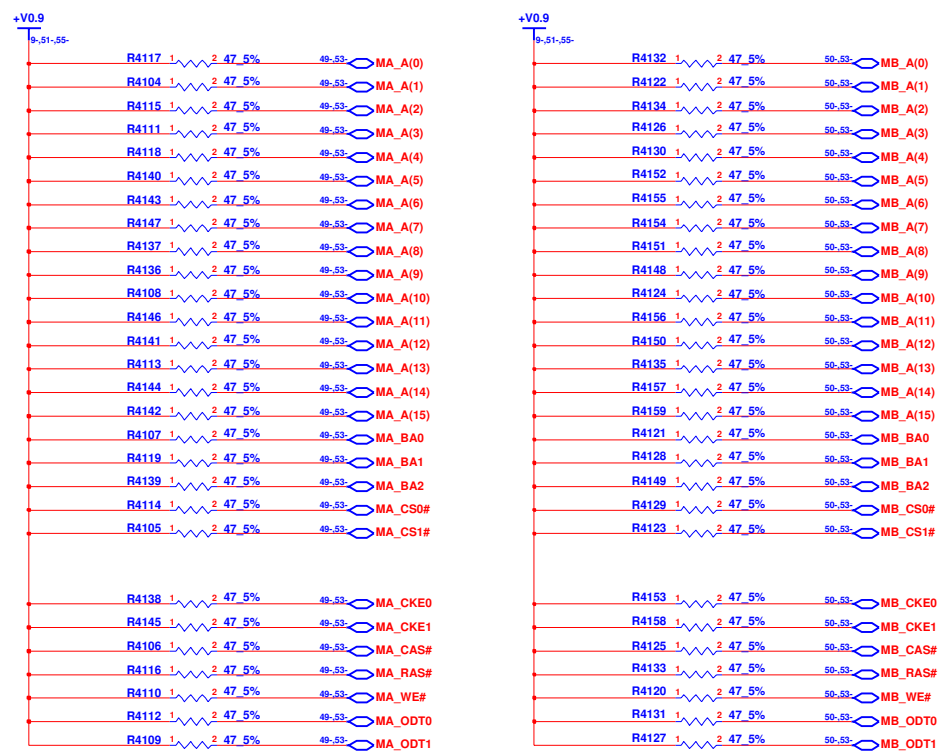 +V0.9
9-,51-,55-
R4117 1 2 47_5% 49-,53- MA_A(0)
R4104 1 2 47_5% 49-,53- MA_A(1)
R4115 1 2 47_5% 49-,53- MA_A(2)
R4111 1 2 47_5% 49-,53- MA_A(3)
R4118 1 2 47_5% 49-,53- MA_A(4)
R4140 1 2 47_5% 49-,53- MA_A(5)
R4143 1 2 47_5% 49-,53- MA_A(6)
R4147 1 2 47_5% 49-,53- MA_A(7)
R4137 1 2 47_5% 49-,53- MA_A(8)
R4136 1 2 47_5% 49-,53- MA_A(9)
R4108 1 2 47_5% 49-,53- MA_A(10)
R4146 1 2 47_5% 49-,53- MA_A(11)
R4141 1 2 47_5% 49-,53- MA_A(12)
R4113 1 2 47_5% 49-,53- MA_A(13)
R4144 1 2 47_5% 49-,53- MA_A(14)
R4142 1 2 47_5% 49-,53- MA_A(15)
R4107 1 2 47_5% 49-,53- MA_BA0
R4119 1 2 47_5% 49-,53- MA_BA1
R4139 1 2 47_5% 49-,53- MA_BA2
R4114 1 2 47_5% 49-,53- MA_CS0#
R4105 1 2 47_5% 49-,53- MA_CS1#
R4138 1 2 47_5% 49-,53- MA_CKE0
R4145 1 2 47_5% 49-,53- MA_CKE1
R4106 1 2 47_5% 49-,53- MA_CAS#
R4116 1 2 47_5% 49-,53- MA_RAS#
R4110 1 2 47_5% 49-,53- MA_WE#
R4112 1 2 47_5% 49-,53- MA_ODT0
R4109 1 2 47_5% 49-,53- MA_ODT1
+V0.9
9-,51-,55-
R4132 1 2 47_5% 50-,53- MB_A(0)
R4122 1 2 47_5% 50-,53- MB_A(1)
R4134 1 2 47_5% 50-,53- MB_A(2)
R4126 1 2 47_5% 50-,53- MB_A(3)
R4130 1 2 47_5% 50-,53- MB_A(4)
R4152 1 2 47_5% 50-,53- MB_A(5)
R4155 1 2 47_5% 50-,53- MB_A(6)
R4154 1 2 47_5% 50-,53- MB_A(7)
R4151 1 2 47_5% 50-,53- MB_A(8)
R4148 1 2 47_5% 50-,53- MB_A(9)
R4124 1 2 47_5% 50-,53- MB_A(10)
R4156 1 2 47_5% 50-,53- MB_A(11)
R4150 1 2 47_5% 50-,53- MB_A(12)
R4135 1 2 47_5% 50-,53- MB_A(13)
R4157 1 2 47_5% 50-,53- MB_A(14)
R4159 1 2 47_5% 50-,53- MB_A(15)
R4121 1 2 47_5% 50-,53- MB_BA0
R4128 1 2 47_5% 50-,53- MB_BA1
R4149 1 2 47_5% 50-,53- MB_BA2
R4129 1 2 47_5% 50-,53- MB_CS0#
R4123 1 2 47_5% 50-,53- MB_CS1#
R4153 1 2 47_5% 50-,53- MB_CKE0
R4158 1 2 47_5% 50-,53- MB_CKE1
R4125 1 2 47_5% 50-,53- MB_CAS#
R4133 1 2 47_5% 50-,53- MB_RAS#
R4120 1 2 47_5% 50-,53- MB_WE#
R4131 1 2 47_5% 50-,53- MB_ODT0
R4127 1 2 47_5% 50-,53- MB_ODT1